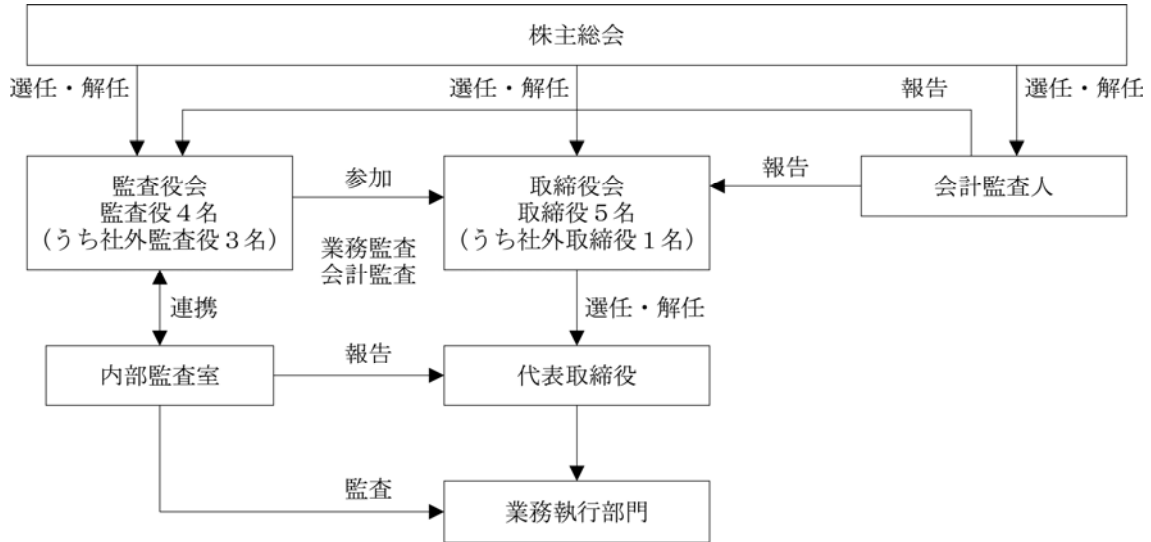 株主総会
選任・解任
選任・解任
報告
選任・解任
監査役会
監査役4名
（うち社外監査役3名）
参加
業務監査
会計監査
取締役会
取締役5名
（うち社外取締役1名）
報告
会計監査人
連携
選任・解任
内部監査室
報告
代表取締役
監査
業務執行部門